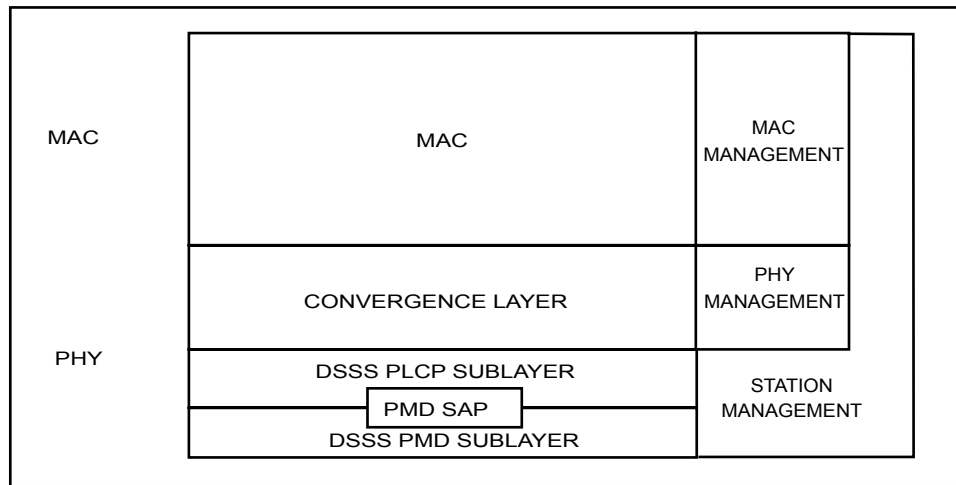 MAC
MAC
MAC
MANAGEMENT
PHY
CONVERGENCE LAYER
PHY
MANAGEMENT
DSSS PLCP SUBLAYER
PMD SAP
DSSS PMD SUBLAYER
STATION
MANAGEMENT